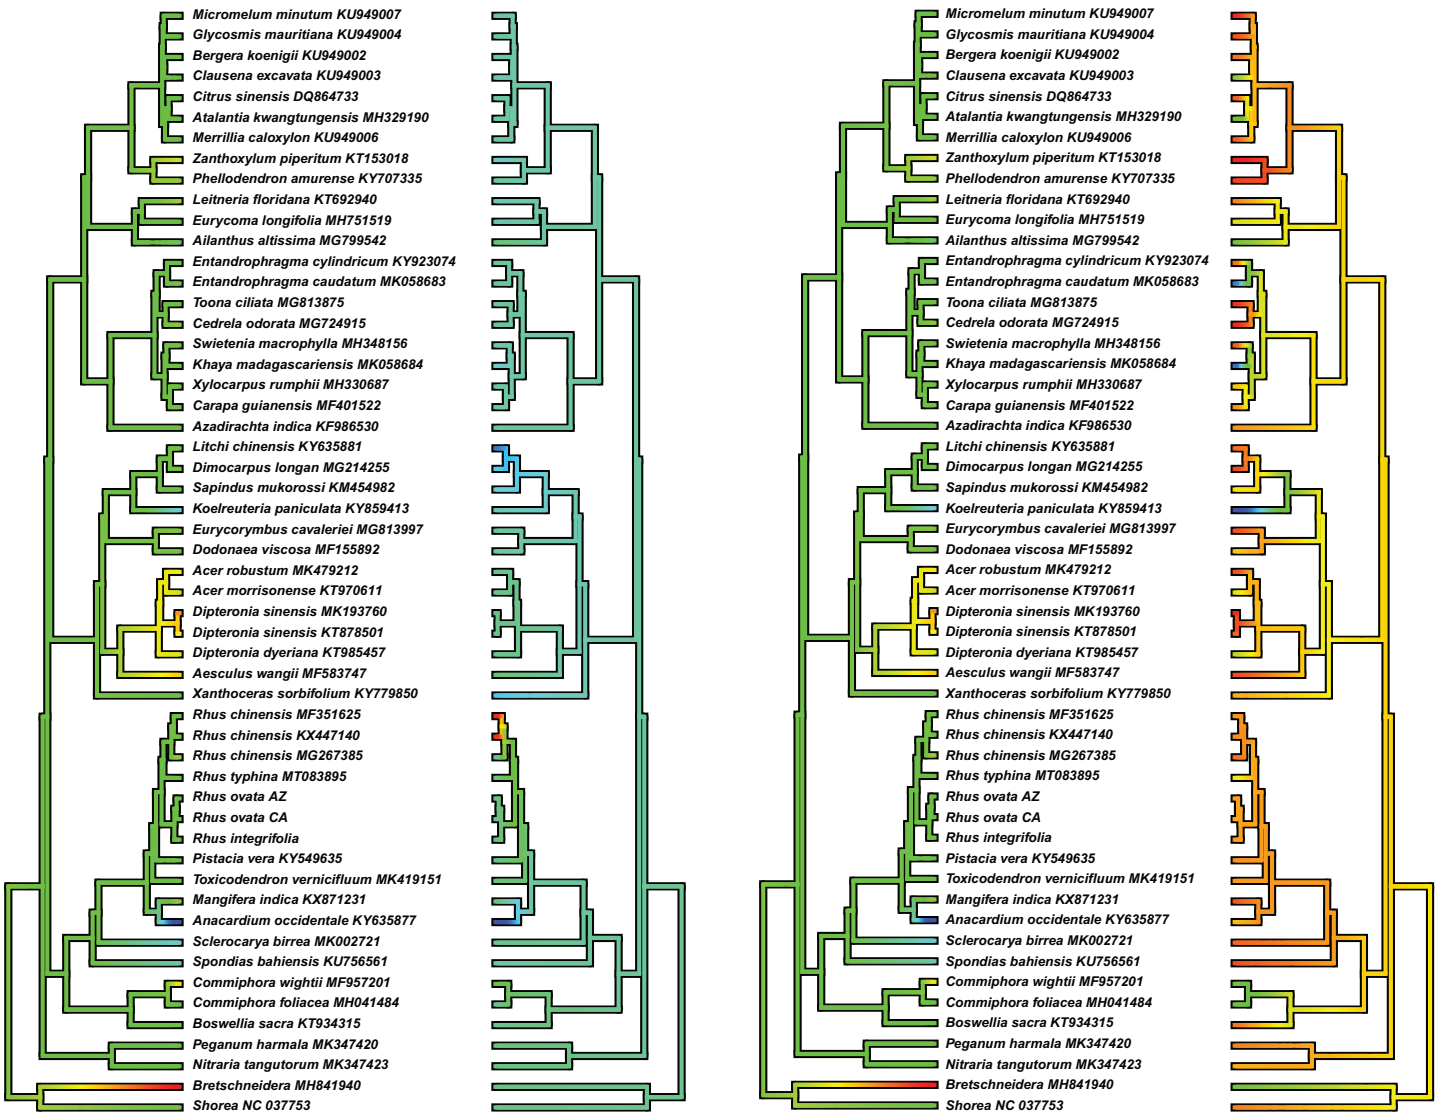 Micromelum minutum KU949007
Glycosmis mauritiana KU949004
Bergera koenigii KU949002
Clausena excavata KU949003
Citrus sinensis DQ864733
Atalantia kwangtungensis MH329190
Merrillia caloxylon KU949006
Zanthoxylum piperitum KT153018
Phellodendron amurense KY707335
Leitneria floridana KT692940
Eurycoma longifolia MH751519
Ailanthus altissima MG799542
Entandrophragma cylindricum KY923074
Entandrophragma caudatum MK058683
Toona ciliata MG813875
Cedrela odorata MG724915
Swietenia macrophylla MH348156
Khaya madagascariensis MK058684
Xylocarpus rumphii MH330687
Carapa guianensis MF401522
Azadirachta indica KF986530
Litchi chinensis KY635881
Dimocarpus longan MG214255
Sapindus mukorossi KM454982
Koelreuteria paniculata KY859413
Eurycorymbus cavaleriei MG813997
Dodonaea viscosa MF155892
Acer robustum MK479212
Acer morrisonense KT970611
Dipteronia sinensis MK193760
Dipteronia sinensis KT878501
Dipteronia dyeriana KT985457
Aesculus wangii MF583747
Xanthoceras sorbifolium KY779850
Rhus chinensis MF351625
Rhus chinensis KX447140
Rhus chinensis MG267385
Rhus typhina MT083895
Rhus ovata AZ
Rhus ovata CA
Rhus integrifolia
Pistacia vera KY549635
Toxicodendron vernicifluum MK419151
Mangifera indica KX871231
Anacardium occidentale KY635877
Sclerocarya birrea MK002721
Spondias bahiensis KU756561
Commiphora wightii MF957201
Commiphora foliacea MH041484
Boswellia sacra KT934315
Peganum harmala MK347420
Nitraria tangutorum MK347423
Bretschneidera MH841940
Shorea NC 037753
Micromelum minutum KU949007
Glycosmis mauritiana KU949004
Bergera koenigii KU949002
Clausena excavata KU949003
Citrus sinensis DQ864733
Atalantia kwangtungensis MH329190
Merrillia caloxylon KU949006
Zanthoxylum piperitum KT153018
Phellodendron amurense KY707335
Leitneria floridana KT692940
Eurycoma longifolia MH751519
Ailanthus altissima MG799542
Entandrophragma cylindricum KY923074
Entandrophragma caudatum MK058683
Toona ciliata MG813875
Cedrela odorata MG724915
Swietenia macrophylla MH348156
Khaya madagascariensis MK058684
Xylocarpus rumphii MH330687
Carapa guianensis MF401522
Azadirachta indica KF986530
Litchi chinensis KY635881
Dimocarpus longan MG214255
Sapindus mukorossi KM454982
Koelreuteria paniculata KY859413
Eurycorymbus cavaleriei MG813997
Dodonaea viscosa MF155892
Acer robustum MK479212
Acer morrisonense KT970611
Dipteronia sinensis MK193760
Dipteronia sinensis KT878501
Dipteronia dyeriana KT985457
Aesculus wangii MF583747
Xanthoceras sorbifolium KY779850
Rhus chinensis MF351625
Rhus chinensis KX447140
Rhus chinensis MG267385
Rhus typhina MT083895
Rhus ovata AZ
Rhus ovata CA
Rhus integrifolia
Pistacia vera KY549635
Toxicodendron vernicifluum MK419151
Mangifera indica KX871231
Anacardium occidentale KY635877
Sclerocarya birrea MK002721
Spondias bahiensis KU756561
Commiphora wightii MF957201
Commiphora foliacea MH041484
Boswellia sacra KT934315
Peganum harmala MK347420
Nitraria tangutorum MK347423
Bretschneidera MH841940
Shorea NC 037753